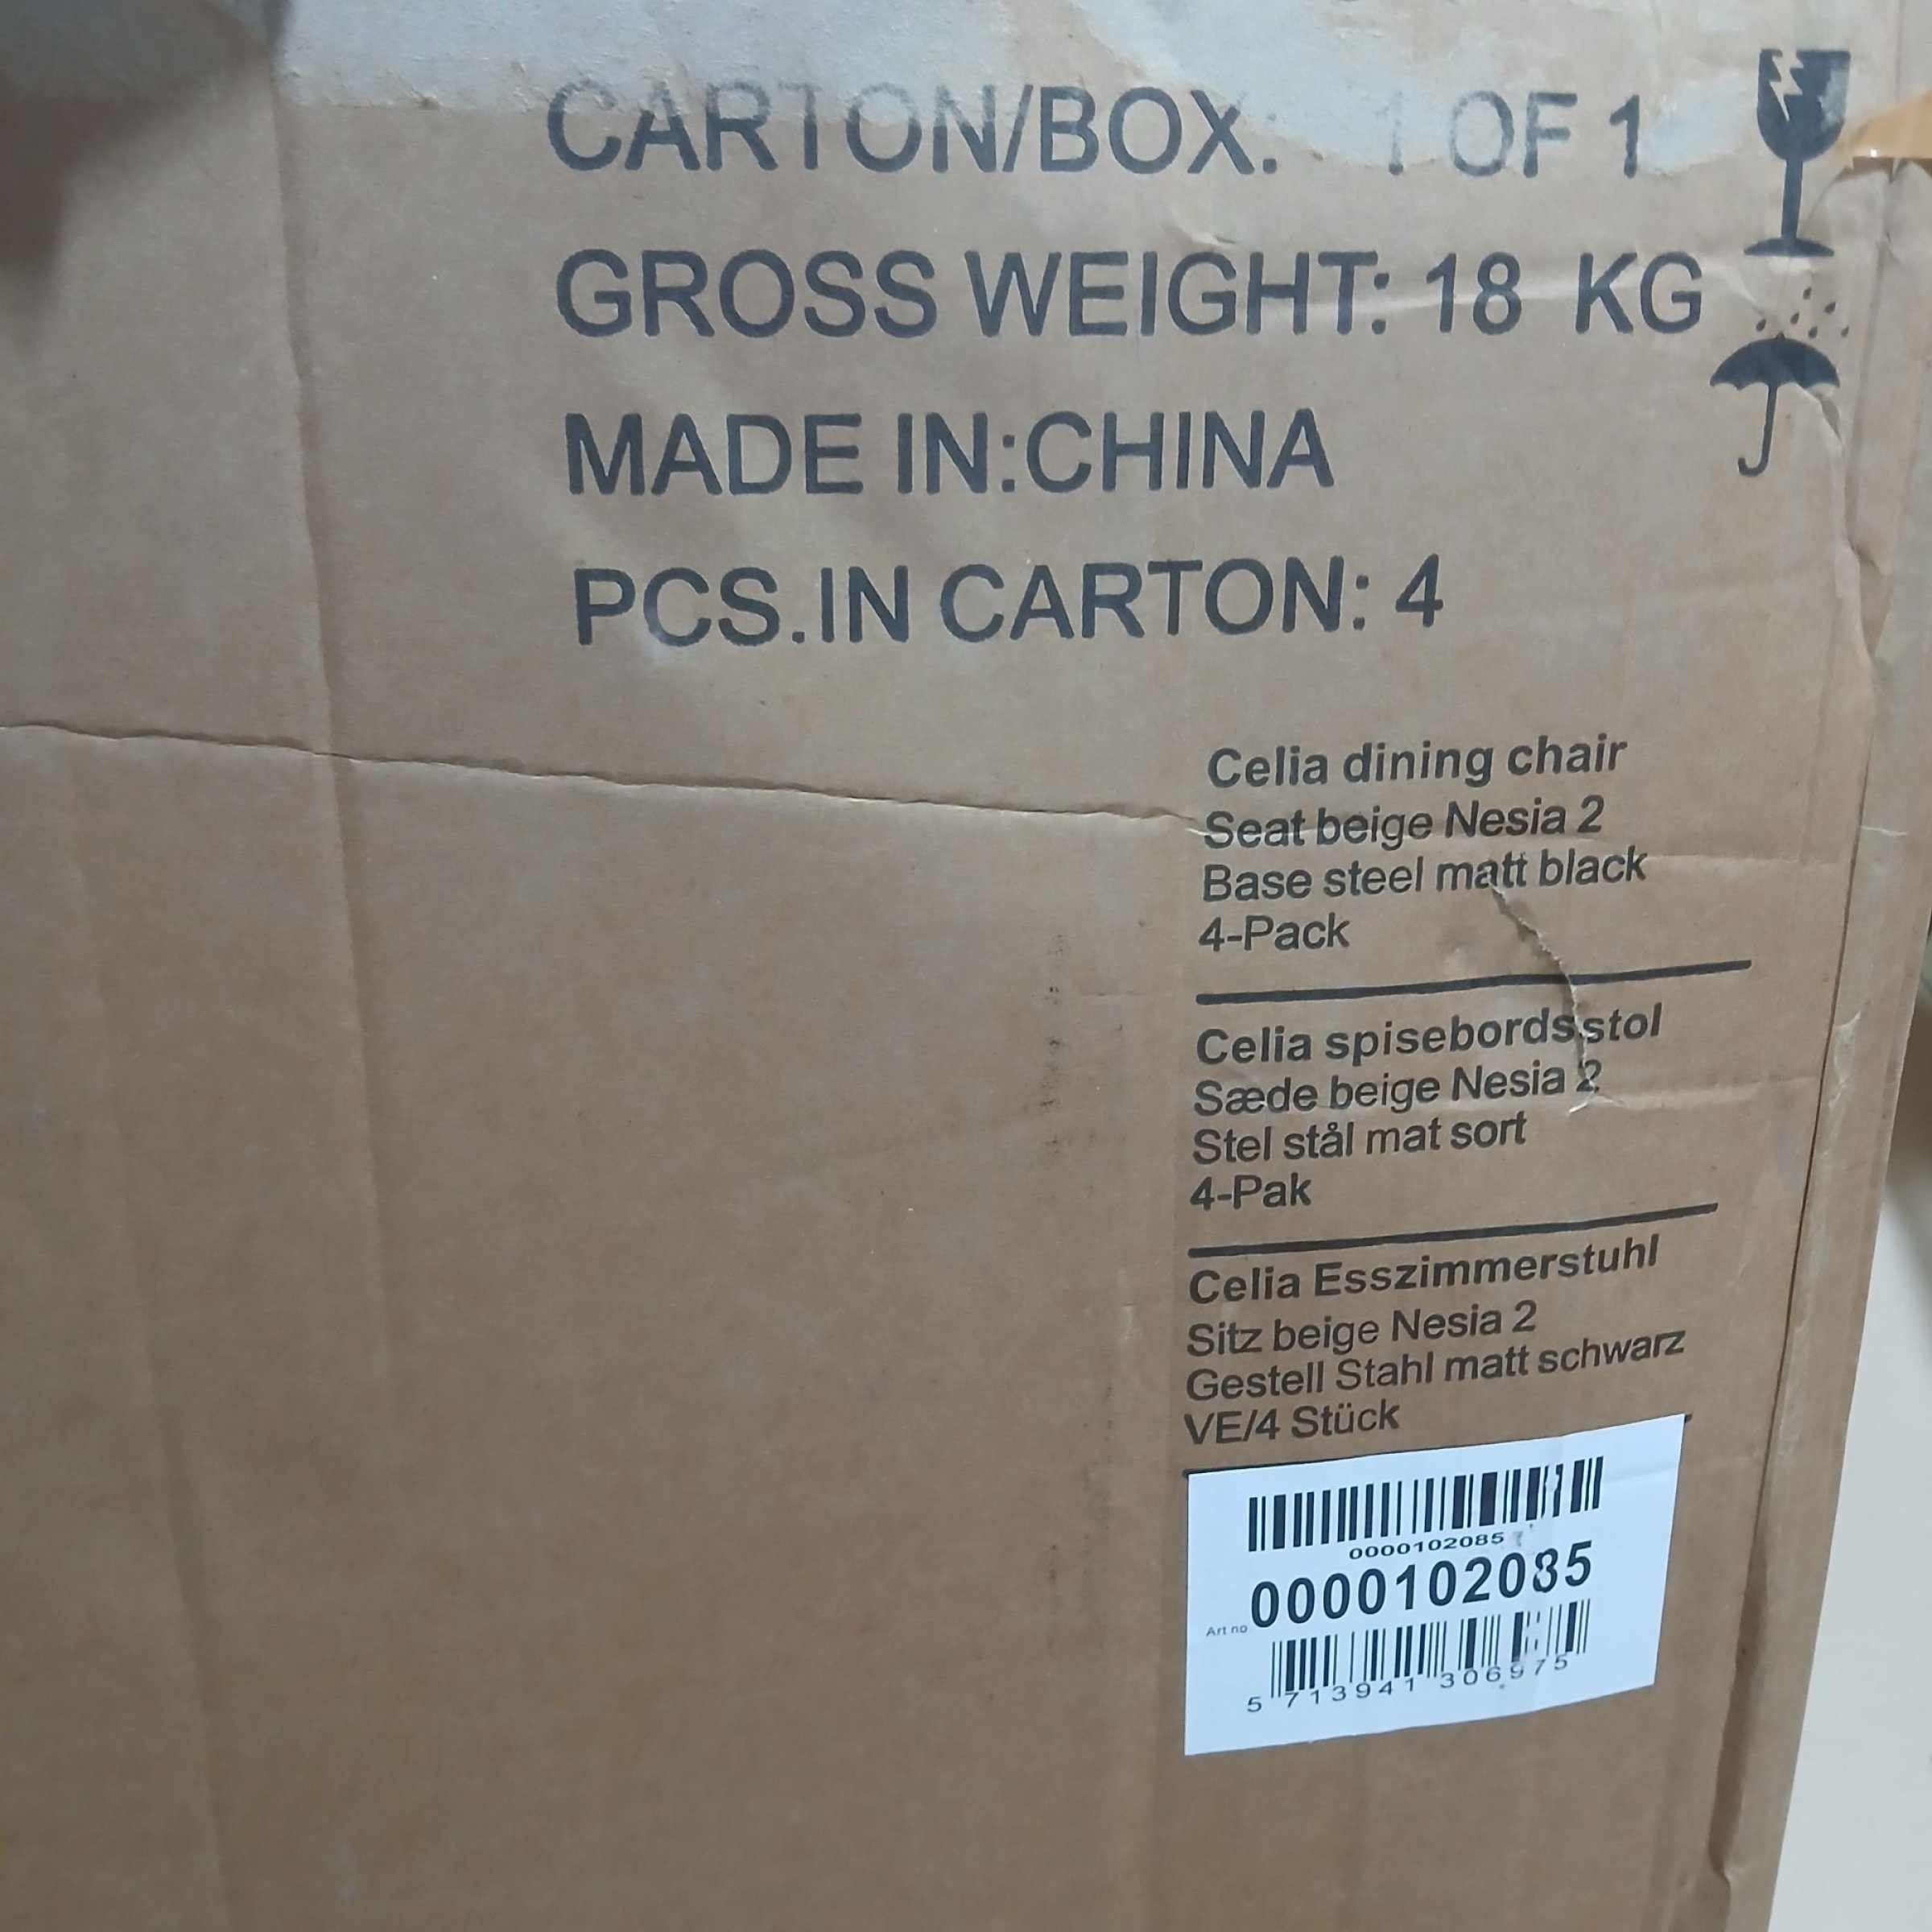 CARTON/BOX: 1 OF 1
GROSS WEIGHT: 18 KG
MADE IN:CHINA
PCS.IN CARTON: 4
Celia dining chair
Seat beige Nesia 2
Base steel matt black
4-Pack
Celia spisebordsstol
Sæde beige Nesia 2
Stel stål mat sort
4-Pak
Celia Esszimmerstuhl
Sitz beige Nesia 2
Gestell Stahl matt schwarz
VE/4 Stück
0000102085
Art no 0000102085
5 713941 306975